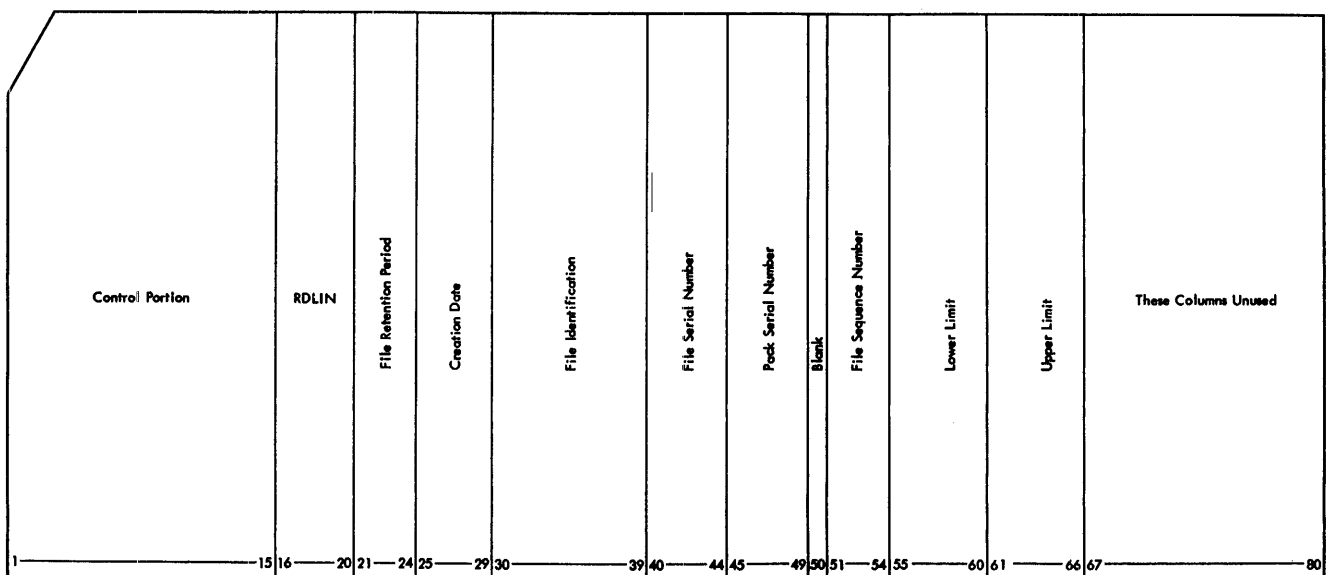 Control Portion
RDLIN
File Retention Period
Creation Date
File Identification
File Serial Number
Pack Serial Number
Blank
File Sequence Number
Lower Limit
Upper Limit
These Columns Unused
1 15 16 20 21 24 25 29 30 39 40 44 45 49 50 51 54 55 60 61 66 67 80